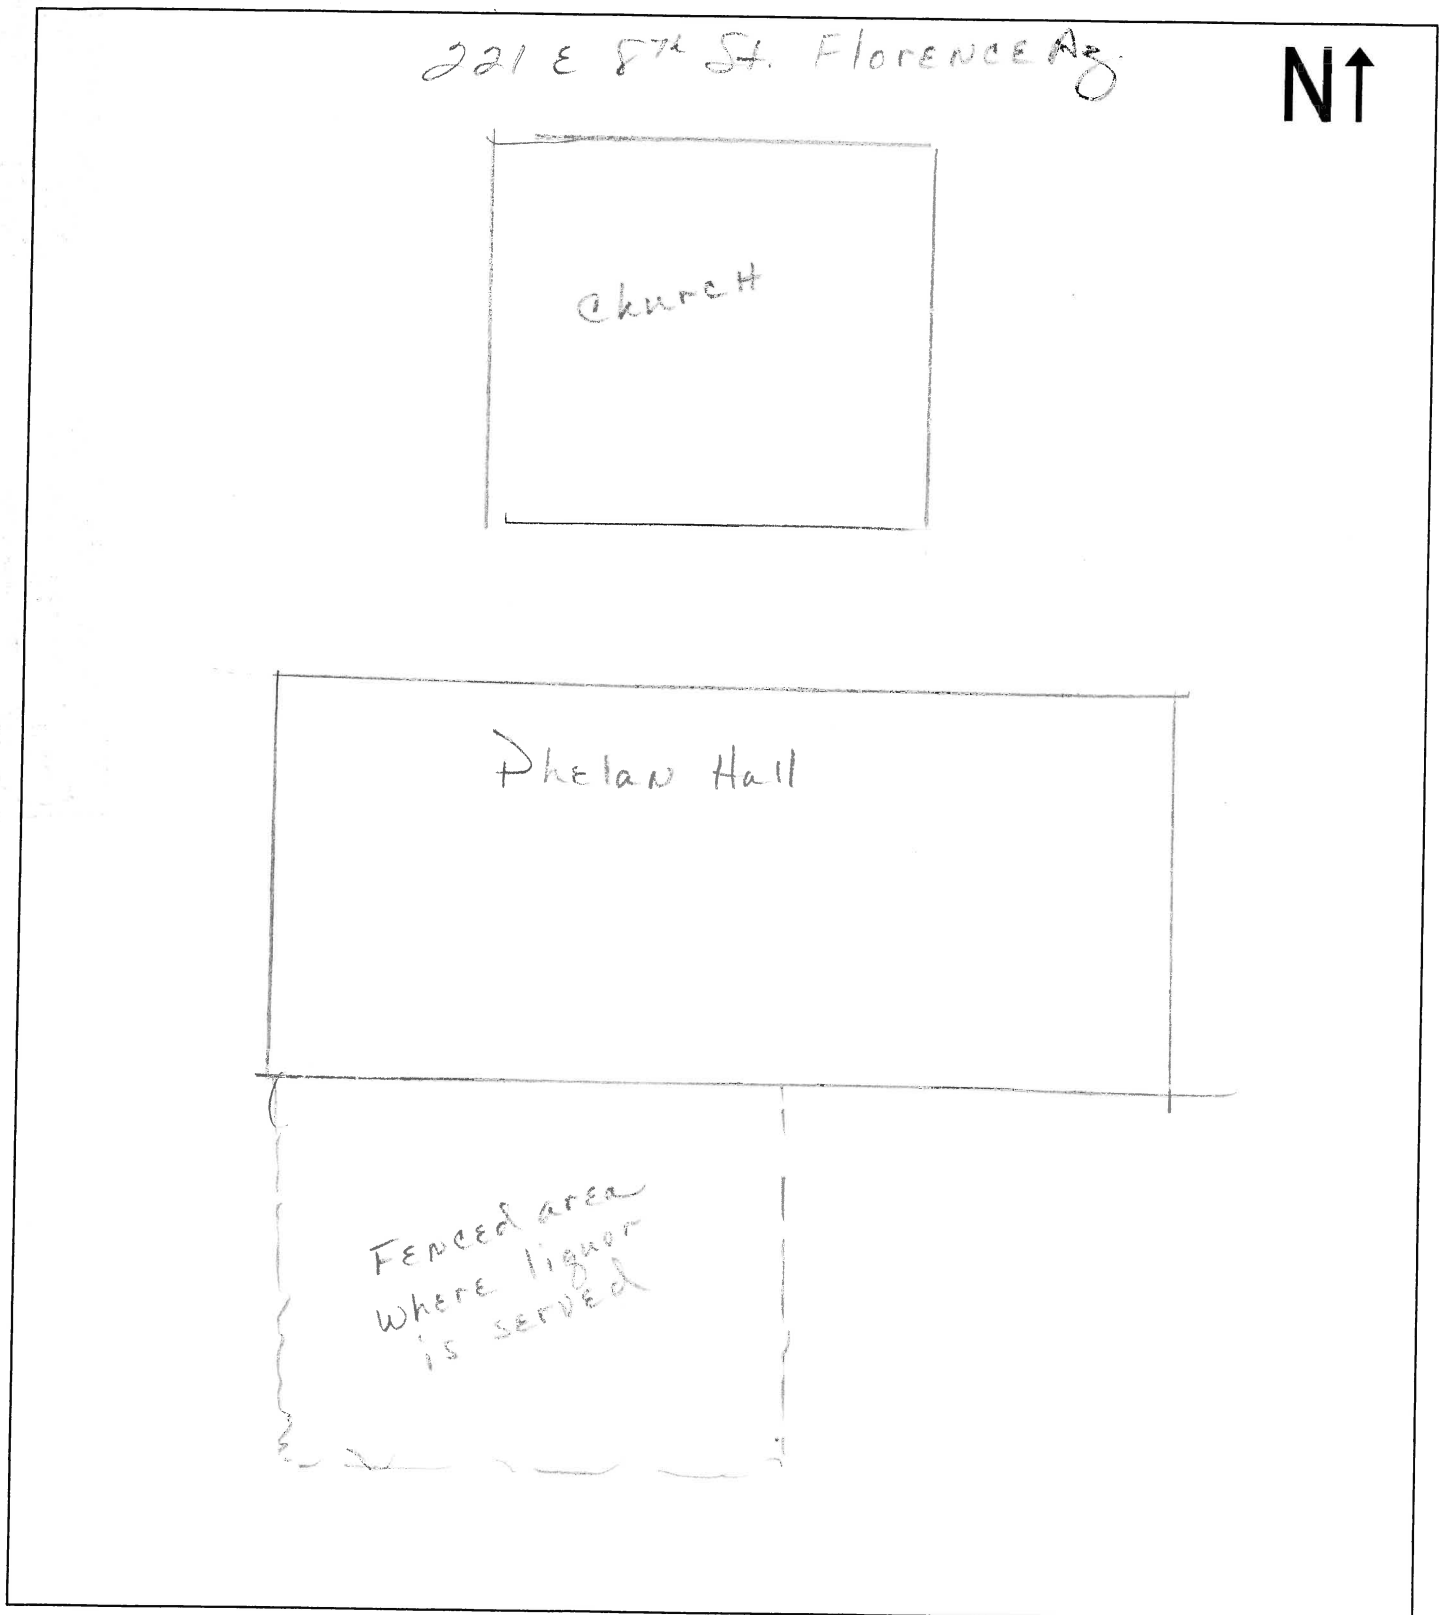 221 E 8th St. Florence Az.
N↑
Church
Phelan Hall
Fenced area
where liquor
is served